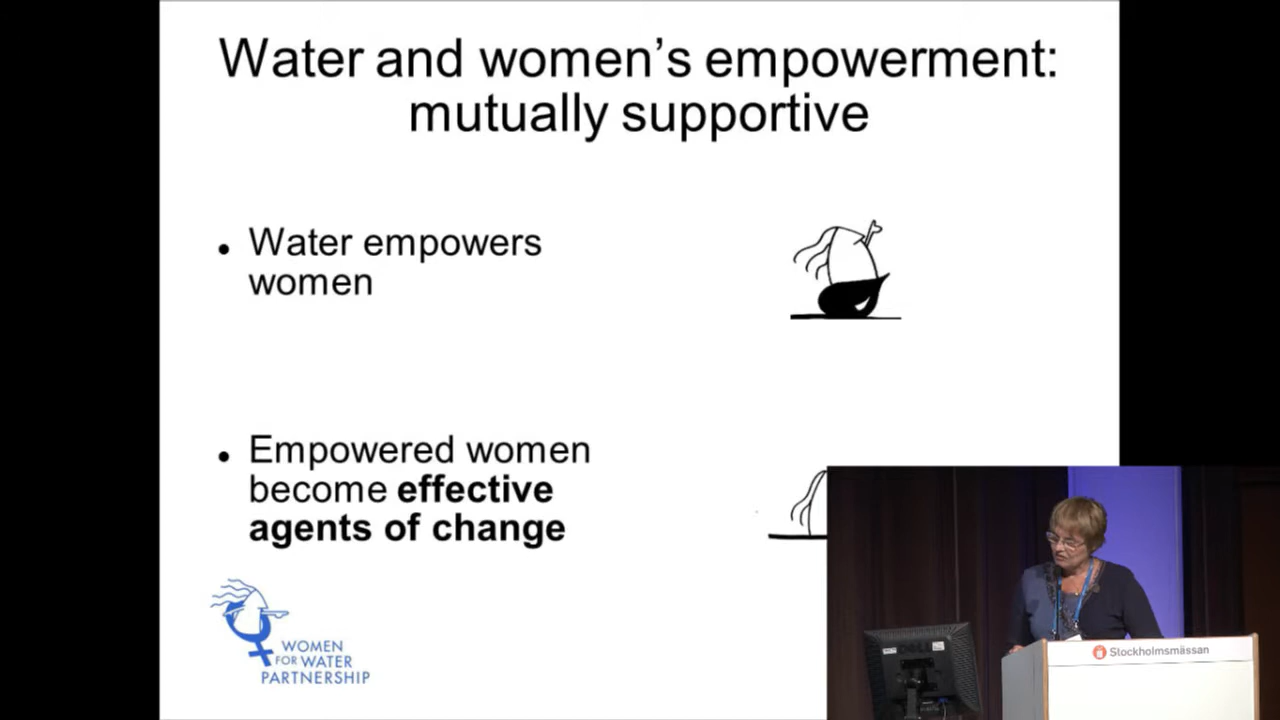 Water and women’s empowerment:
mutually supportive
• Water empowers
women
• Empowered women
become effective
agents of change
WOMEN
FOR WATER
PARTNERSHIP
DELL
Stockholmsmässan